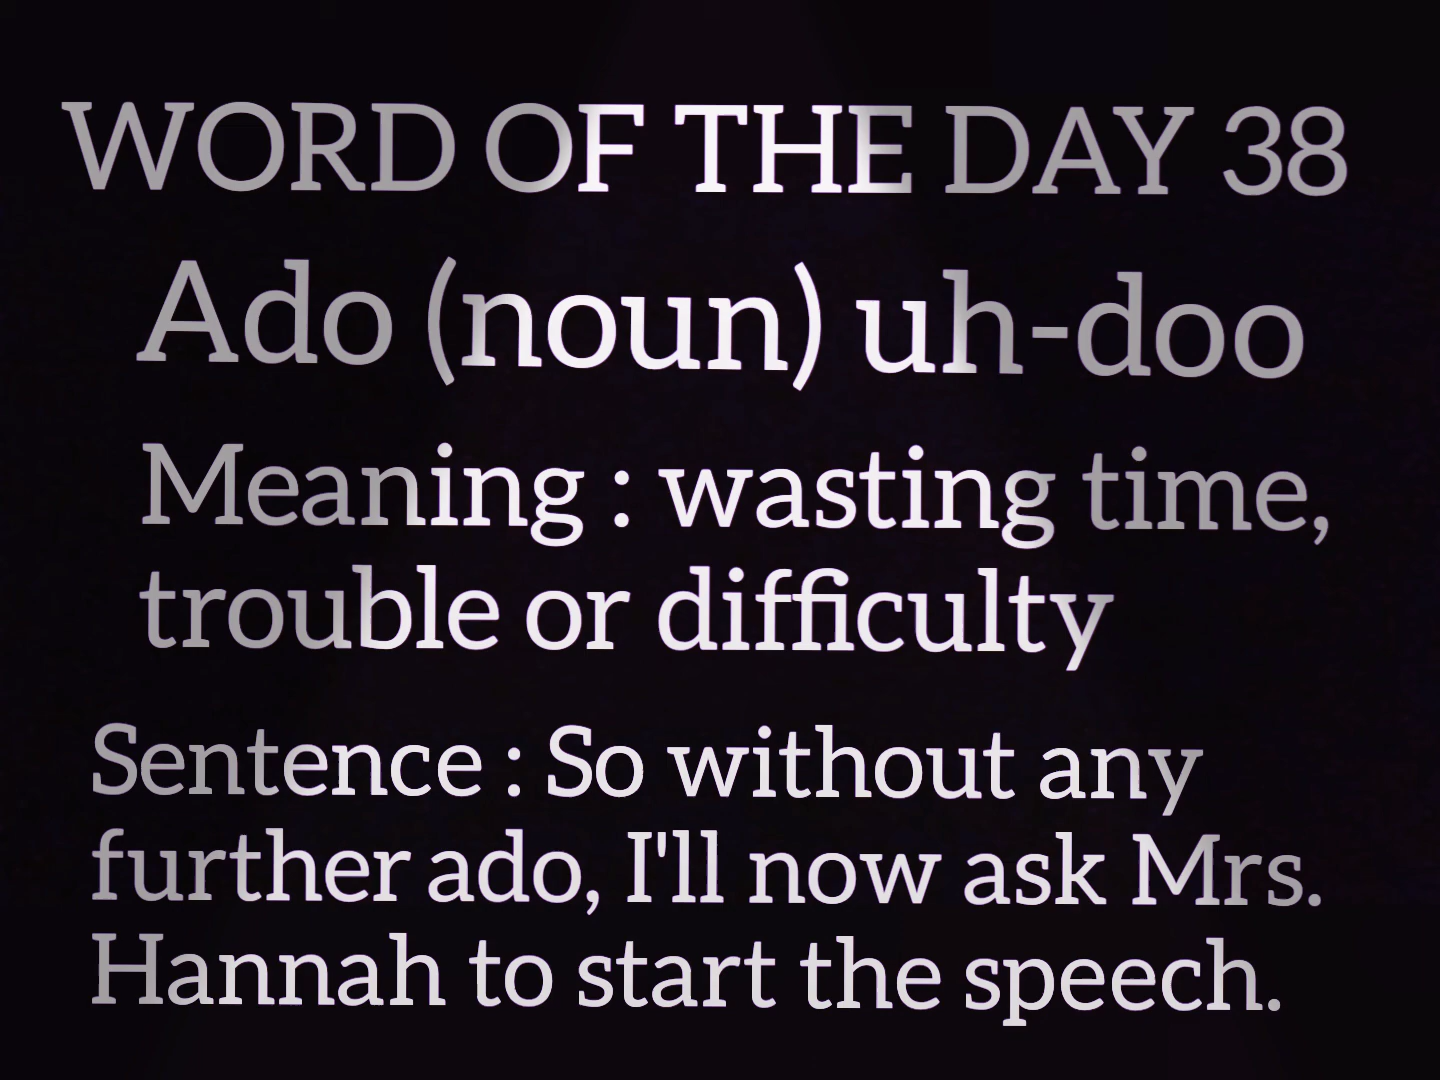 WORD OF THE DAY 38
Ado (noun) uh-doo
Meaning : wasting time,
trouble or difficulty
Sentence : So without any
further ado, I'll now ask Mrs.
Hannah to start the speech.